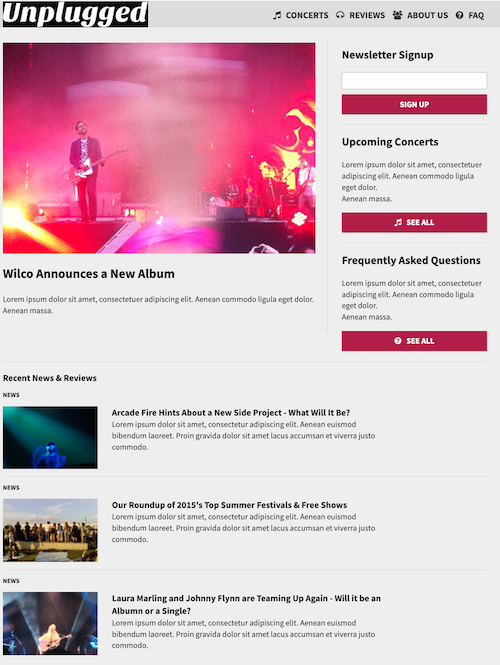 Unplugged
CONCERTS REVIEWS ABOUT US FAQ
Wilco Announces a New Album
Lorem ipsum dolor sit amet, consectetuer adipiscing elit. Aenean commodo ligula eget dolor.
Aenean massa.
Newsletter Signup
SIGN UP
Upcoming Concerts
Lorem ipsum dolor sit amet, consectetuer
adipiscing elit. Aenean commodo ligula
eget dolor.
Aenean massa.
SEE ALL
Frequently Asked Questions
Lorem ipsum dolor sit amet, consectetuer
adipiscing elit. Aenean commodo ligula
eget dolor.
Aenean massa.
SEE ALL
Recent News & Reviews
NEWS
Arcade Fire Hints About a New Side Project - What Will It Be?
Lorem ipsum dolor sit amet, consectetur adipiscing elit. Aenean euismod
bibendum laoreet. Proin gravida dolor sit amet lacus accumsan et viverra justo
commodo.
NEWS
Our Roundup of 2015's Top Summer Festivals & Free Shows
Lorem ipsum dolor sit amet, consectetur adipiscing elit. Aenean euismod
bibendum laoreet. Proin gravida dolor sit amet lacus accumsan et viverra justo
commodo.
NEWS
Laura Marling and Johnny Flynn are Teaming Up Again - Will it be an
Albumn or a Single?
Lorem ipsum dolor sit amet, consectetur adipiscing elit. Aenean euismod
bibendum laoreet. Proin gravida dolor sit amet lacus accumsan et viverra justo
commodo.